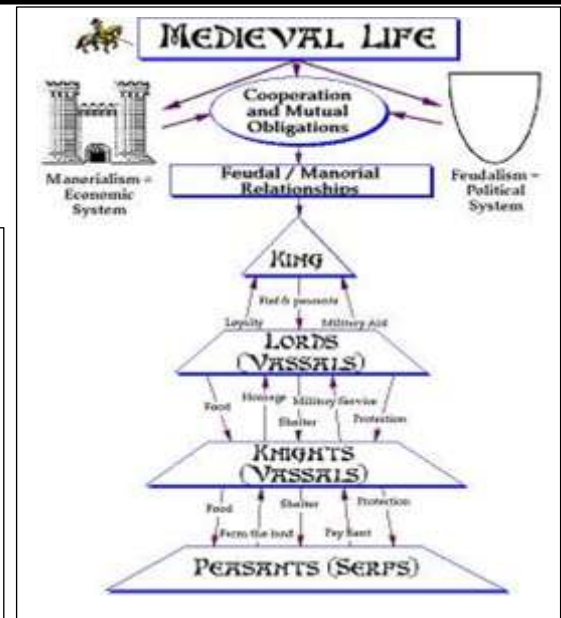 MEDIEVAL LIFE
Cooperation
and Mutual
Obligations
Manorialism =
Economic
System
Feudalism =
Political
System
Feudal / Manorial
Relationships
KING
Fief & peasants
Loyalty
Military Aid
LORDS
(VASSALS)
Food
Homage
Shelter
Military Service
Protection
KNIGHTS
(VASSALS)
Food
Farm the land
Shelter
Pay Rent
Protection
PEASANTS (SERFS)